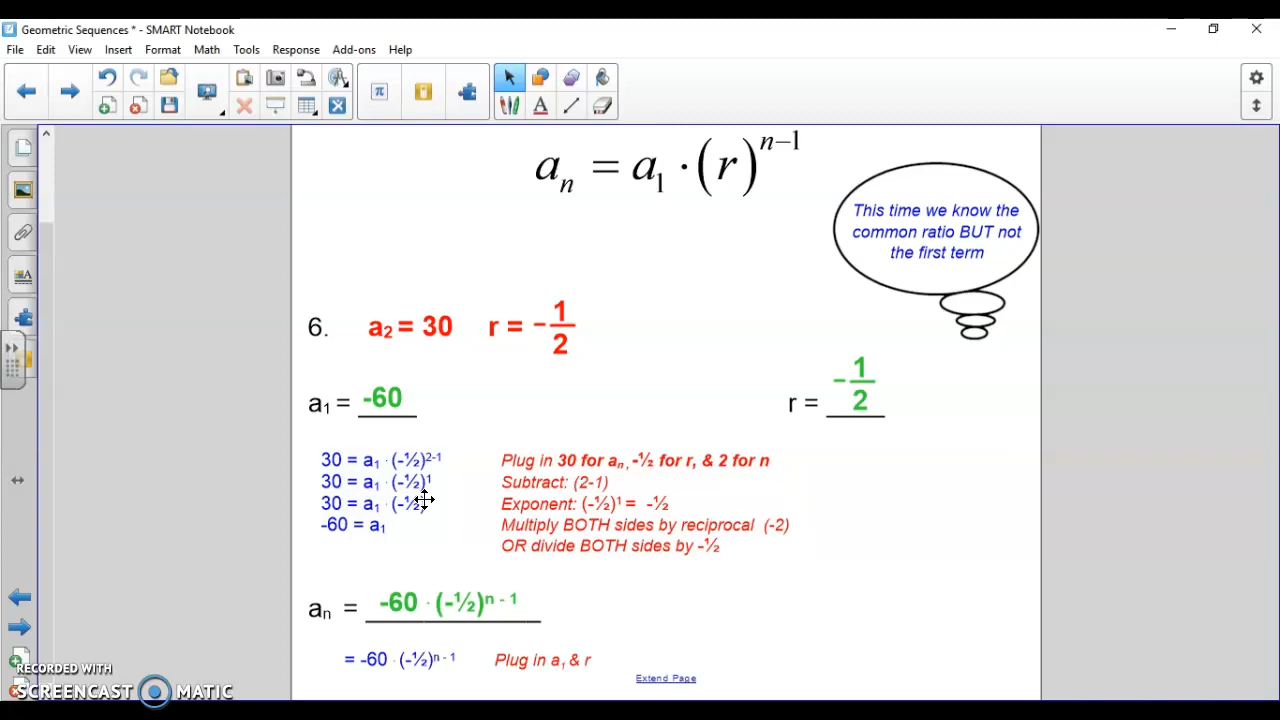 Geometric Sequences * - SMART Notebook
File Edit View Insert Format Math Tools Response Add-ons Help
aₙ = a₁ · (r)ⁿ⁻¹
This time we know the
common ratio BUT not
the first term
6. a₂ = 30 r = -1/2
a₁ = -60 r = -1/2
30 = a₁ · (-½)²⁻¹ Plug in 30 for aₙ, -½ for r, & 2 for n
30 = a₁ · (-½)¹ Subtract: (2-1)
30 = a₁ · (-½) Exponent: (-½)¹ = -½
-60 = a₁ Multiply BOTH sides by reciprocal (-2)
OR divide BOTH sides by -½
aₙ = -60 · (-½)ⁿ ⁻ ¹
= -60 · (-½)ⁿ ⁻ ¹ Plug in a₁ & r
Extend Page
RECORDED WITH
SCREENCAST MATIC